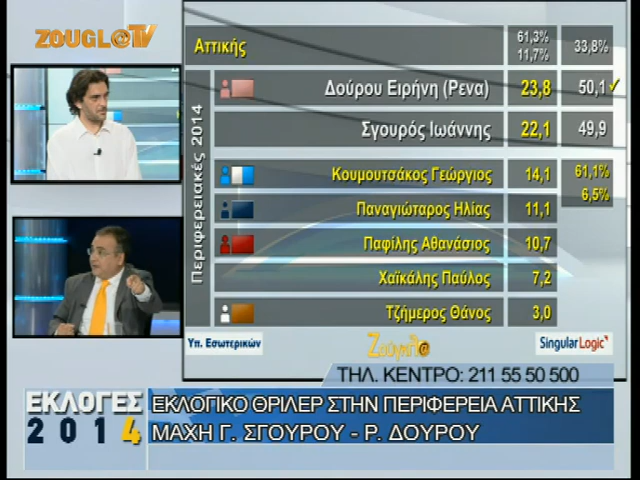 ZOUGL@TV
Αττικής 61,3% 33,8%
11,7%
Περιφερειακές 2014
Δούρου Ειρήνη (Ρενα) 23,8 50,1
Σγουρός Ιωάννης 22,1 49,9
Κουμουτσάκος Γεώργιος 14,1 61,1%
6,5%
Παναγιώταρος Ηλίας 11,1
Παφίλης Αθανάσιος 10,7
Χαϊκάλης Παύλος 7,2
Τζήμερος Θάνος 3,0
Υπ. Εσωτερικών Ζούγκλ@ SingularLogic
ΤΗΛ. ΚΕΝΤΡΟ: 211 55 50 500
ΕΚΛΟΓΕΣ
2014
ΕΚΛΟΓΙΚΟ ΘΡΙΛΕΡ ΣΤΗΝ ΠΕΡΙΦΕΡΕΙΑ ΑΤΤΙΚΗΣ
ΜΑΧΗ Γ. ΣΓΟΥΡΟΥ - Ρ. ΔΟΥΡΟΥ